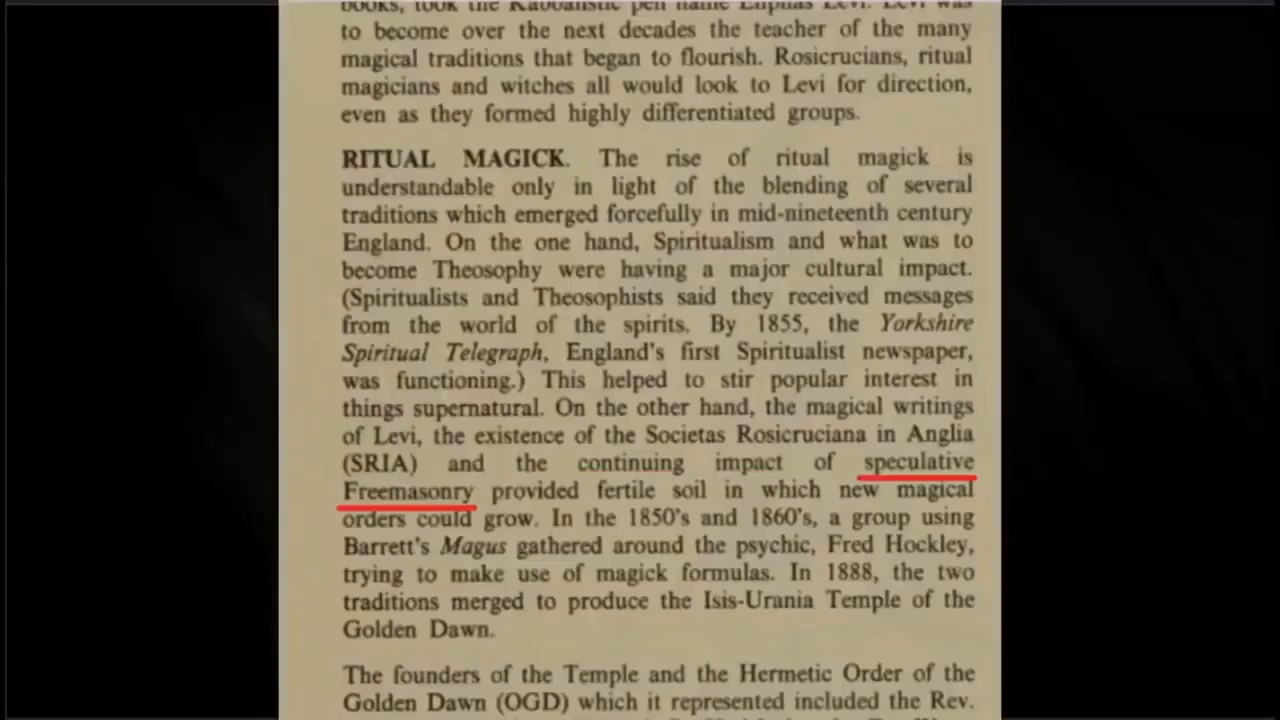 books, took the Kabbalistic pen name Eliphas Levi. Levi was
to become over the next decades the teacher of the many
magical traditions that began to flourish. Rosicrucians, ritual
magicians and witches all would look to Levi for direction,
even as they formed highly differentiated groups.
RITUAL MAGICK. The rise of ritual magick is
understandable only in light of the blending of several
traditions which emerged forcefully in mid-nineteenth century
England. On the one hand, Spiritualism and what was to
become Theosophy were having a major cultural impact.
(Spiritualists and Theosophists said they received messages
from the world of the spirits. By 1855, the Yorkshire
Spiritual Telegraph, England's first Spiritualist newspaper,
was functioning.) This helped to stir popular interest in
things supernatural. On the other hand, the magical writings
of Levi, the existence of the Societas Rosicruciana in Anglia
(SRIA) and the continuing impact of speculative
Freemasonry provided fertile soil in which new magical
orders could grow. In the 1850's and 1860's, a group using
Barrett's Magus gathered around the psychic, Fred Hockley,
trying to make use of magick formulas. In 1888, the two
traditions merged to produce the Isis-Urania Temple of the
Golden Dawn.
The founders of the Temple and the Hermetic Order of the
Golden Dawn (OGD) which it represented included the Rev.